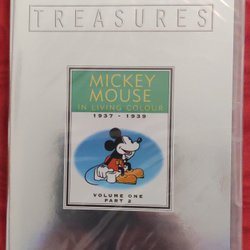 TREASURES
MICKEY
MOUSE
IN LIVING COLOUR
1937 - 1939
VOLUME ONE
PART 2